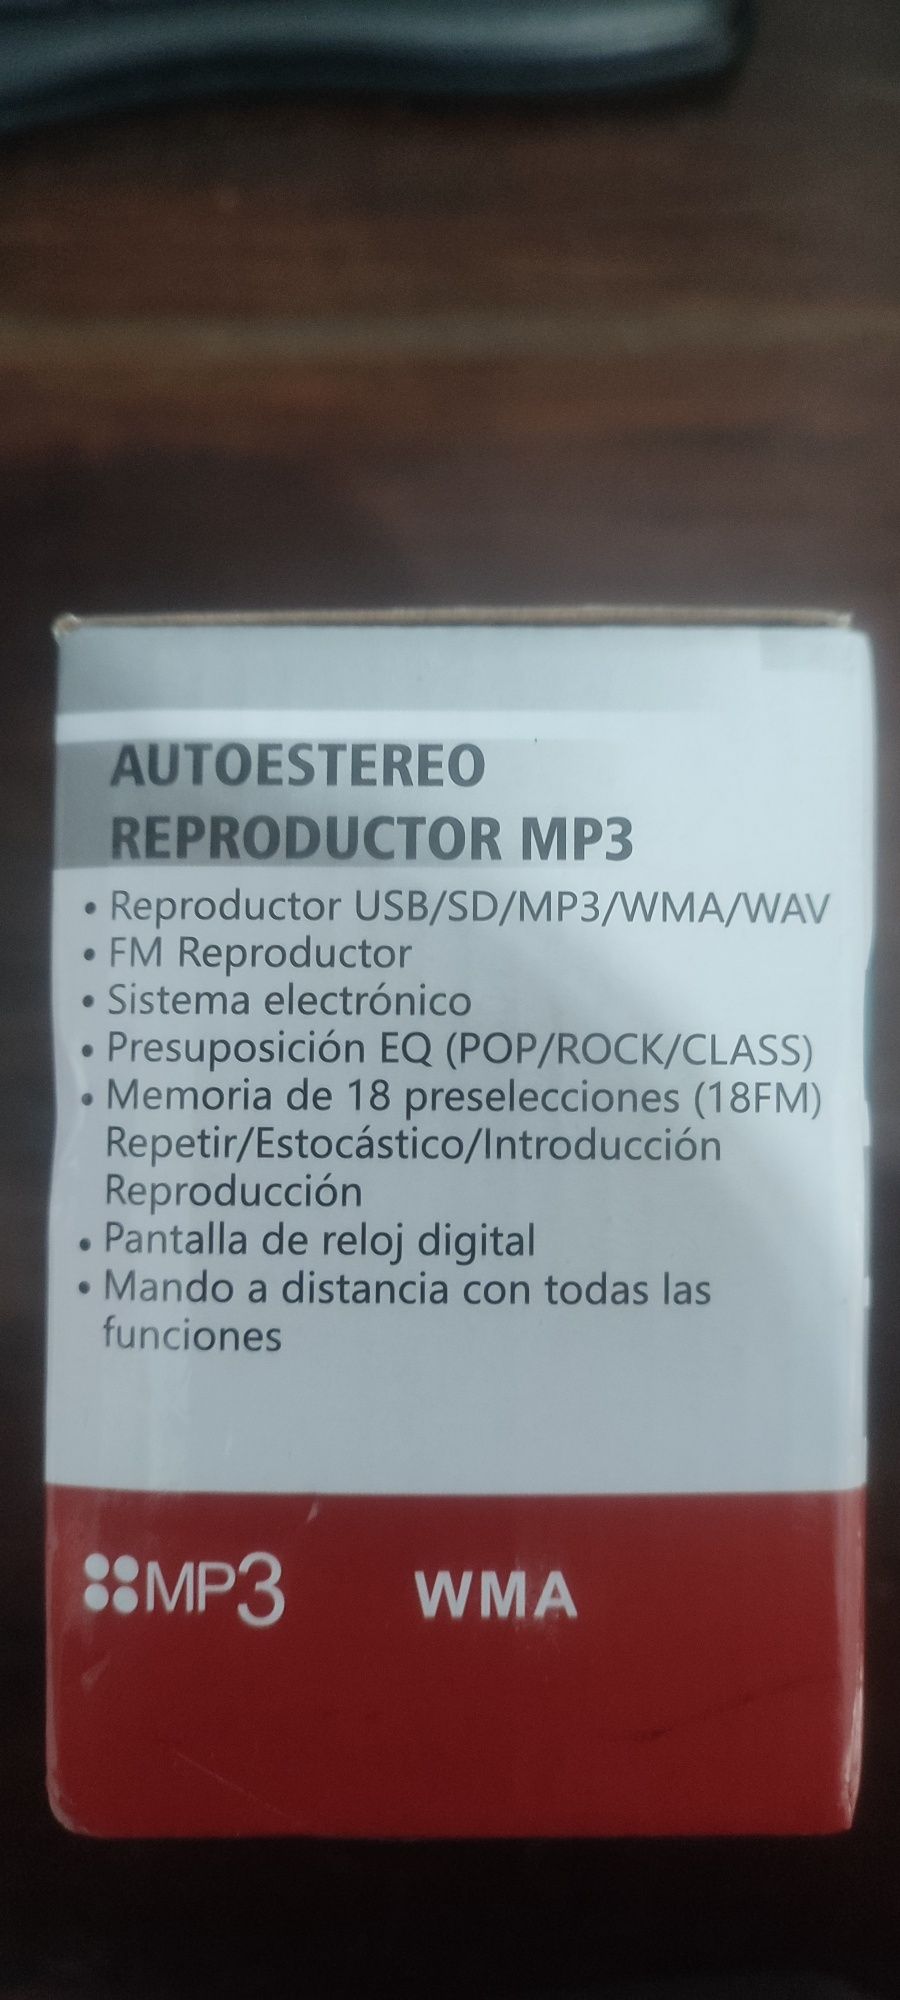 AUTOESTEREO
REPRODUCTOR MP3
• Reproductor USB/SD/MP3/WMA/WAV
• FM Reproductor
• Sistema electrónico
• Presuposición EQ (POP/ROCK/CLASS)
• Memoria de 18 preselecciones (18FM)
Repetir/Estocástico/Introducción
Reproducción
• Pantalla de reloj digital
• Mando a distancia con todas las
funciones
MP3 WMA